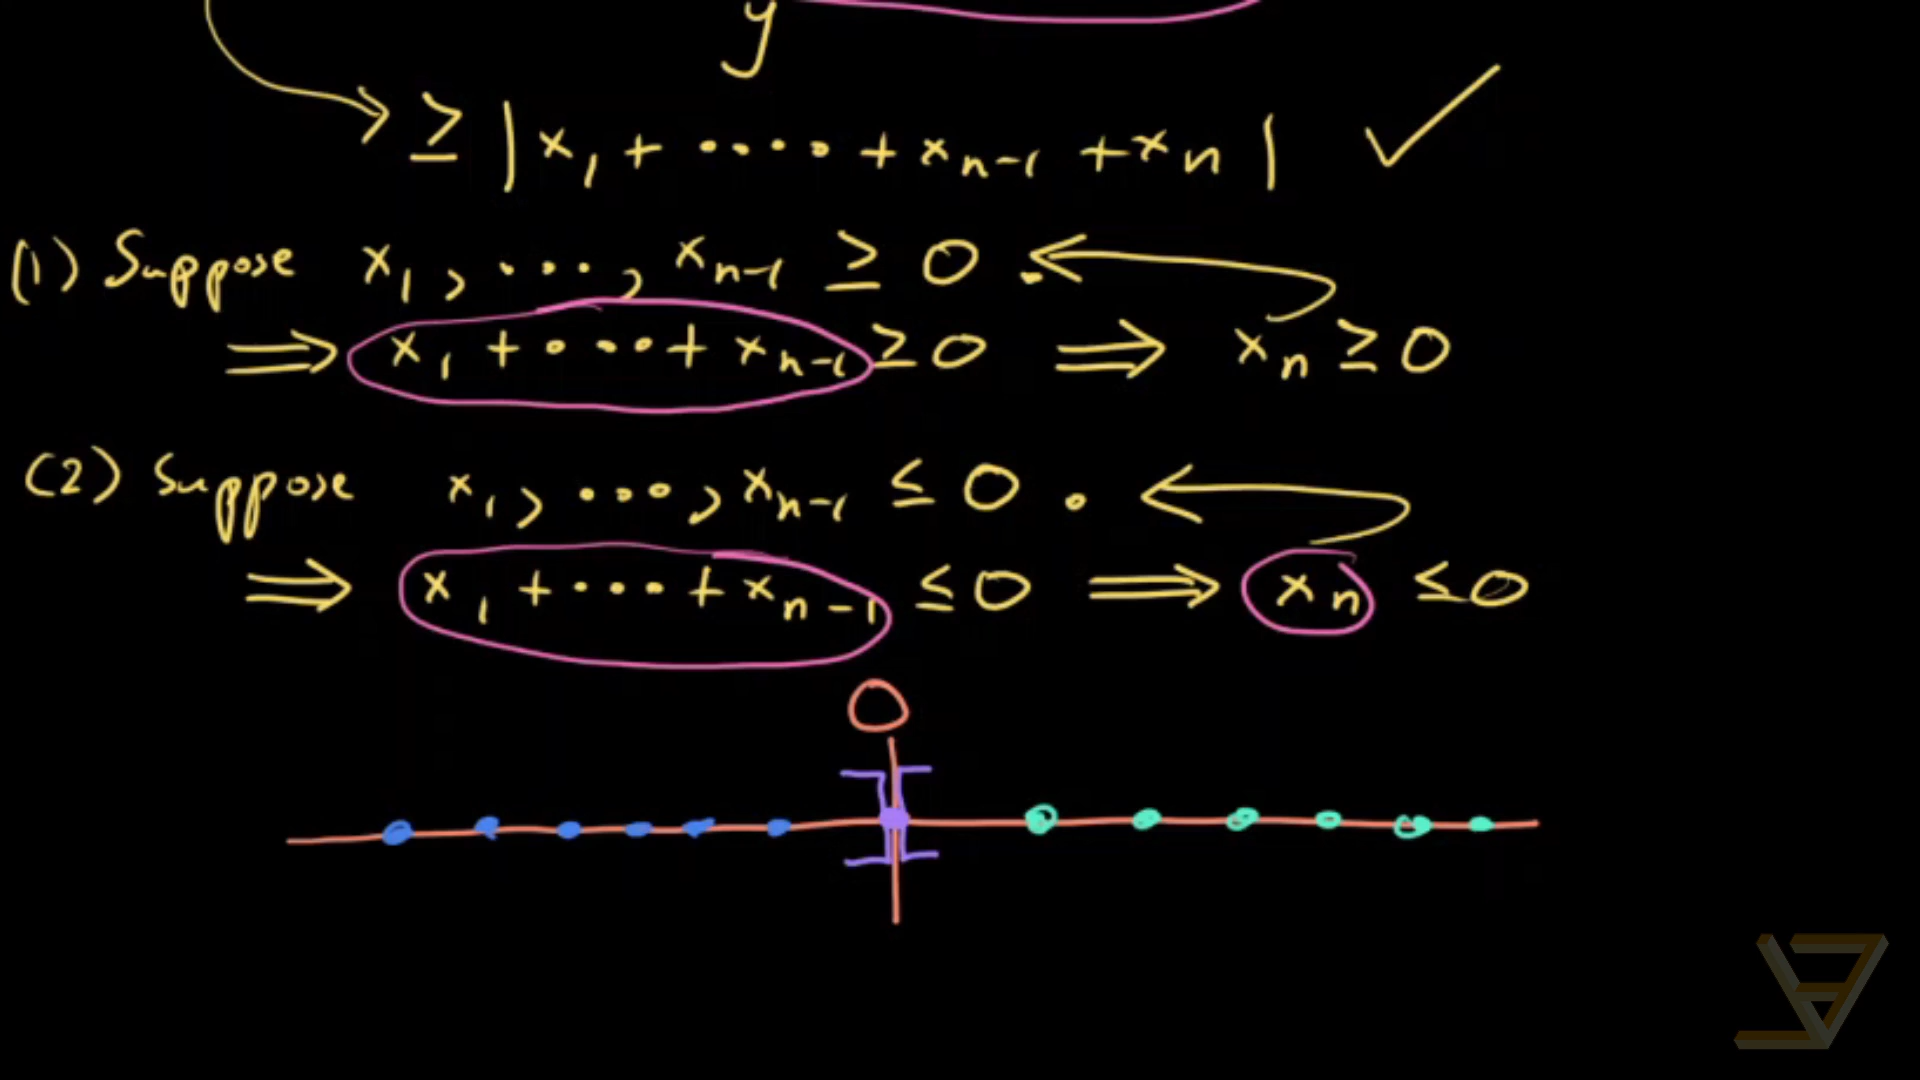 y
≥ |x₁ + ···· + xₙ₋₁ + xₙ| ✓
(1) Suppose x₁, ···, xₙ₋₁ ≥ 0.
⟹ x₁ + ··· + xₙ₋₁ ≥ 0 ⟹ xₙ ≥ 0
(2) Suppose x₁, ···, xₙ₋₁ ≤ 0.
⟹ x₁ + ··· + xₙ₋₁ ≤ 0 ⟹ xₙ ≤ 0
0